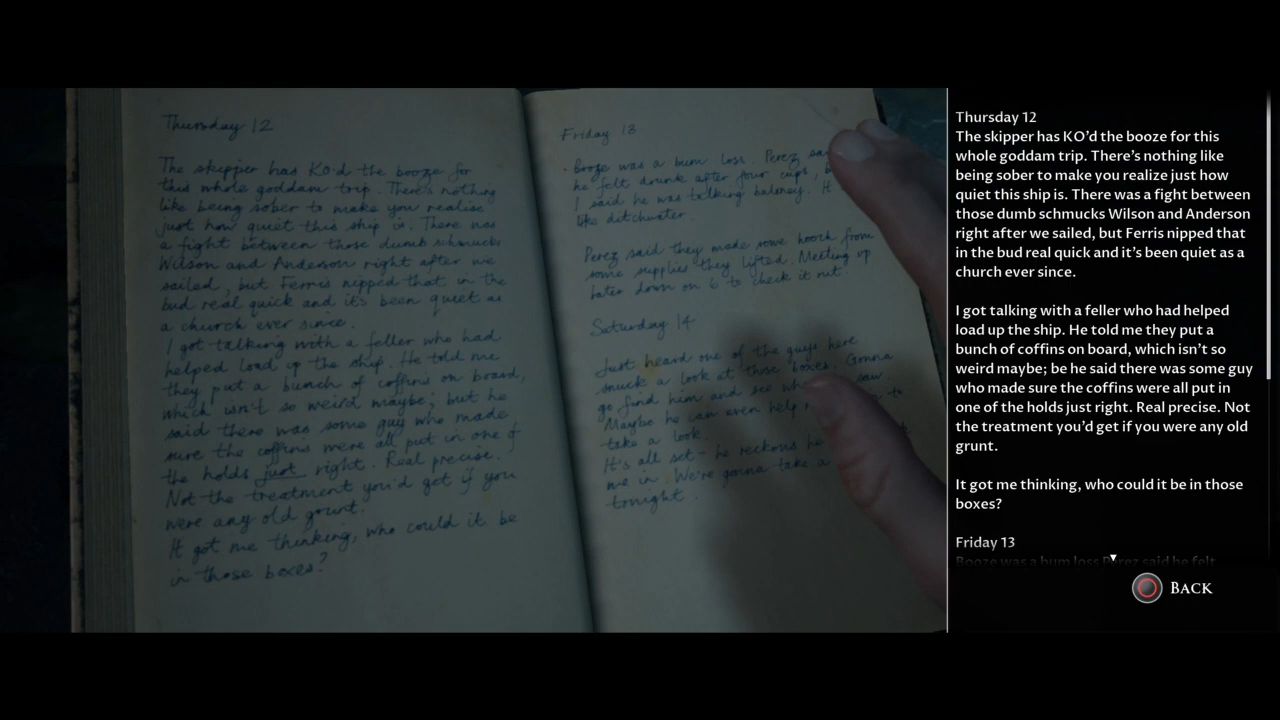 Thursday 12
The skipper has KO'd the booze for
this whole goddam trip. There's nothing
like being sober to make you realise
just how quiet this ship is. There was
a fight between those dumb schmucks
Wilson and Anderson right after we
sailed, but Ferris nipped that in the
bud real quick and it's been quiet as
a church ever since.
I got talking with a feller who had
helped load up the ship. He told me
they put a bunch of coffins on board,
which isn't so weird maybe; but he
said there was some guy who made
sure the coffins were all put in one of
the holds just right. Real precise.
Not the treatment you'd get if you
were any old grunt.
It got me thinking, who could it be
in those boxes?
Friday 13
Booze was a bum loss. Perez
he felt drunk after four cups,
I said he was talking baloney. It
like ditchwater.
Perez said they made some hooch from
some supplies they lifted. Meeting up
later down on 6 to check it out
Saturday 14
Just heard one of the guys here
snuck a look at those boxes. Gonna
go find him and see saw
Maybe he can even help to
take a look.
It's all set - he reckons he
me in. We're gonna take a
tonight.
Thursday 12
The skipper has KO'd the booze for this
whole goddam trip. There's nothing like
being sober to make you realize just how
quiet this ship is. There was a fight between
those dumb schmucks Wilson and Anderson
right after we sailed, but Ferris nipped that
in the bud real quick and it's been quiet as a
church ever since.
I got talking with a feller who had helped
load up the ship. He told me they put a
bunch of coffins on board, which isn't so
weird maybe; be he said there was some guy
who made sure the coffins were all put in
one of the holds just right. Real precise. Not
the treatment you'd get if you were any old
grunt.
It got me thinking, who could it be in those
boxes?
Friday 13
Booze was a bum loss Perez said he felt
BACK